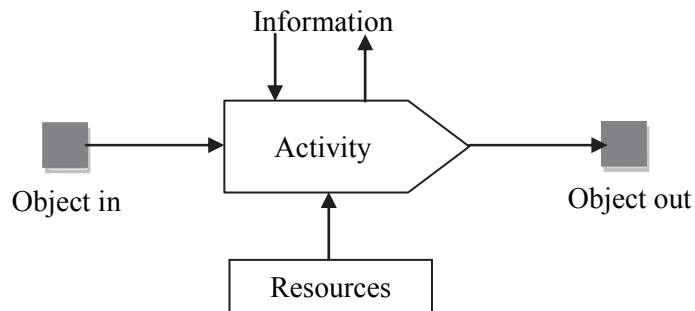 Information
Activity
Object in
Object out
Resources